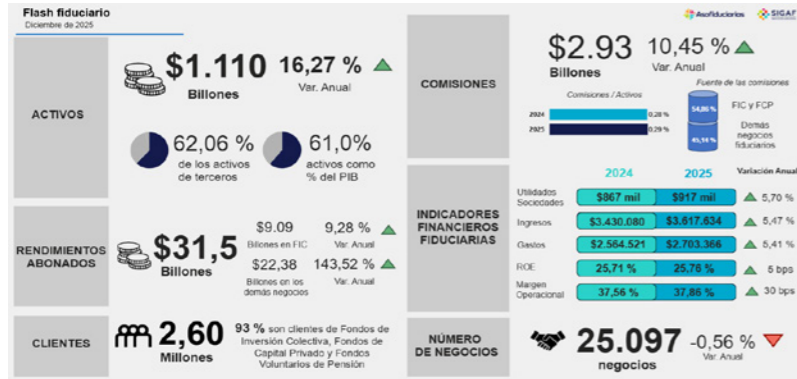 Flash fiduciario
Diciembre de 2025
Asofiduciarias
SIGAF
ACTIVOS
$1.110
Billones
16,27 %
Var. Anual
62,06 %
de los activos
de terceros
61,0%
activos como
% del PIB
RENDIMIENTOS
ABONADOS
$31,5
Billones
$9.09
Billones en FIC
9,28 %
Var. Anual
$22,38
Billones en los
demás negocios
143,52 %
Var. Anual
CLIENTES
2,60
Millones
93 % son clientes de Fondos de
Inversión Colectiva, Fondos de
Capital Privado y Fondos
Voluntarios de Pensión
COMISIONES
$2.93
Billones
10,45 %
Var. Anual
Comisiones / Activos
2024
0,28 %
2025
0,29 %
Fuente de las comisiones
FIC y FCP
Demás
negocios
fiduciarios
INDICADORES
FINANCIEROS
FIDUCIARIAS
2024 2025 Variación Anual
Utilidades
Sociedades
$867 mil $917 mil 5,70 %
Ingresos $3.430.080 $3.617.634 5,47 %
Gastos $2.564.521 $2.703.366 5,41 %
ROE 25,71 % 25,76 % 5 bps
Margen
Operacional
37,56 % 37,86 % 30 bps
NÚMERO
DE NEGOCIOS
25.097
negocios
-0,56 %
Var. Anual